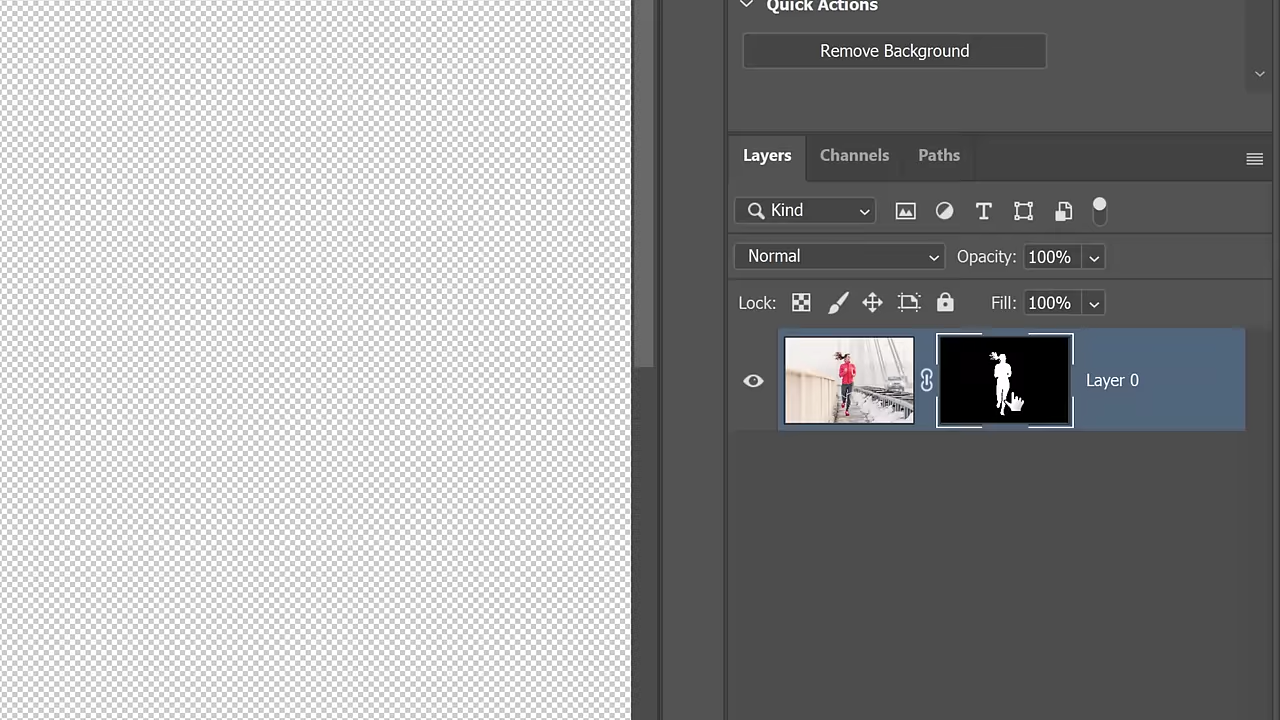 Quick Actions
Remove Background
Layers Channels Paths
Kind
Normal Opacity: 100%
Lock: Fill: 100%
Layer 0